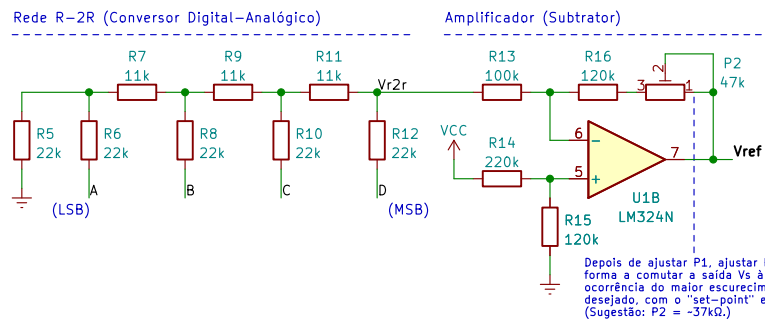 Rede R-2R (Conversor Digital-Analógico)
Amplificador (Subtrator)
R7
11k
R9
11k
R11
11k
Vr2r
R13
100k
R16
120k
2
3
1
P2
47k
R5
22k
R6
22k
R8
22k
R10
22k
R12
22k
VCC
R14
220k
6
5
7
Vref
A
B
C
D
(LSB)
(MSB)
R15
120k
U1B
LM324N
Depois de ajustar P1, ajustar
forma a comutar a saída Vs à
ocorrência do maior
desejado, com o "set-point" e
(Sugestão: P2 = ~37kΩ.)